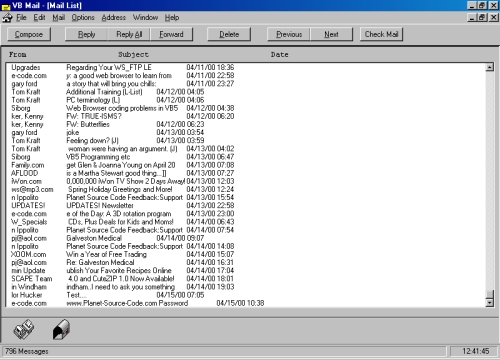 VB Mail - [Mail List]
File Edit Mail Options Address Window Help
Compose Reply Reply All Forward Delete Previous Next Check Mail
From Subject Date
Upgrades Regarding Your WS_FTP LE 04/11/00 18:36
e-code.com y: a good web browser to learn from 04/11/00 22:58
gary ford a story that will bring you chills: 04/11/00 23:27
Tom Kraft Additional Training (L-List) 04/12/00 04:05
Tom Kraft PC terminology (L) 04/12/00 04:06
Siborg Web Browser coding problems in VB5 04/12/00 04:38
ker, Kenny FW: TRUE-ISMS? 04/12/00 06:20
ker, Kenny FW: Butterflies 04/12/00 06:23
gary ford joke 04/13/00 03:54
Tom Kraft Feeling down? (J) 04/13/00 03:59
Tom Kraft woman were having an argument. (J) 04/13/00 04:02
Siborg VB5 Programming etc 04/13/00 06:47
Family.com get Glen & Joanna Young on April 20 04/13/00 07:08
AFLOOD is a Martha Stewart good thing...]] 04/13/00 07:27
iWon.com 0,000,000 iWon TV Show 2 Days Away! 04/13/00 12:03
ws@mp3.com Spring Holiday Greetings and More! 04/13/00 12:24
n Ippolito Planet Source Code Feedback:Support 04/13/00 15:54
UPDATES! UPDATES! Newsletter 04/13/00 22:58
e-code.com e of the Day: A 3D rotation program 04/13/00 23:00
W_Specials CDs, Plus Deals for Kids and Moms! 04/14/00 06:43
n Ippolito Planet Source Code Feedback:Support 04/14/00 07:54
pj@aol.com Galveston Medical 04/14/00 09:07
n Ippolito Planet Source Code Feedback:Support 04/14/00 14:08
XOOM.com Win a Year of Free Trading 04/14/00 15:07
pj@aol.com Re: Galveston Medical 04/14/00 16:31
min Update ublish Your Favorite Recipes Online 04/14/00 17:04
SCAPE Team 4.0 and CuteZIP 1.0 Now Available! 04/14/00 18:01
in Windham indham..I need to ask you something 04/14/00 19:03
lor Hucker Test.... 04/15/00 07:05
e-code.com www.Planet-Source-Code.com Password 04/15/00 10:38
796 Messages 12:41:45